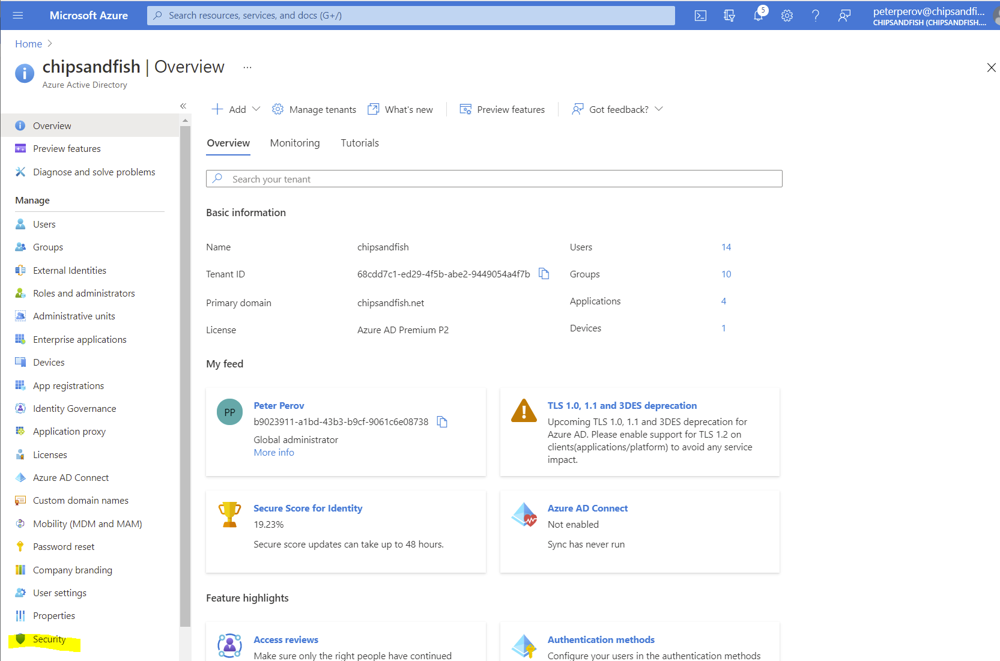 Microsoft Azure
Search resources, services, and docs (G+/)
5
peterperov@chipsandfi...
CHIPSANDFISH (CHIPSANDFISH....
Home
chipsandfish | Overview ...
Azure Active Directory
Add
Manage tenants
What's new
Preview features
Got feedback?
Overview
Preview features
Diagnose and solve problems
Manage
Users
Groups
External Identities
Roles and administrators
Administrative units
Enterprise applications
Devices
App registrations
Identity Governance
Application proxy
Licenses
Azure AD Connect
Custom domain names
Mobility (MDM and MAM)
Password reset
Company branding
User settings
Properties
Security
Overview
Monitoring
Tutorials
Search your tenant
Basic information
Name chipsandfish
Tenant ID 68cdd7c1-ed29-4f5b-abe2-9449054a4f7b
Primary domain chipsandfish.net
License Azure AD Premium P2
Users 14
Groups 10
Applications 4
Devices 1
My feed
PP
Peter Perov
b9023911-a1bd-43b3-b9cf-9061c6e08738
Global administrator
More info
TLS 1.0, 1.1 and 3DES deprecation
Upcoming TLS 1.0, 1.1 and 3DES deprecation for
Azure AD. Please enable support for TLS 1.2 on
clients(applications/platform) to avoid any service
impact.
Secure Score for Identity
19.23%
Secure score updates can take up to 48 hours.
Azure AD Connect
Not enabled
Sync has never run
Feature highlights
Access reviews
Make sure only the right people have continued
Authentication methods
Configure your users in the authentication methods